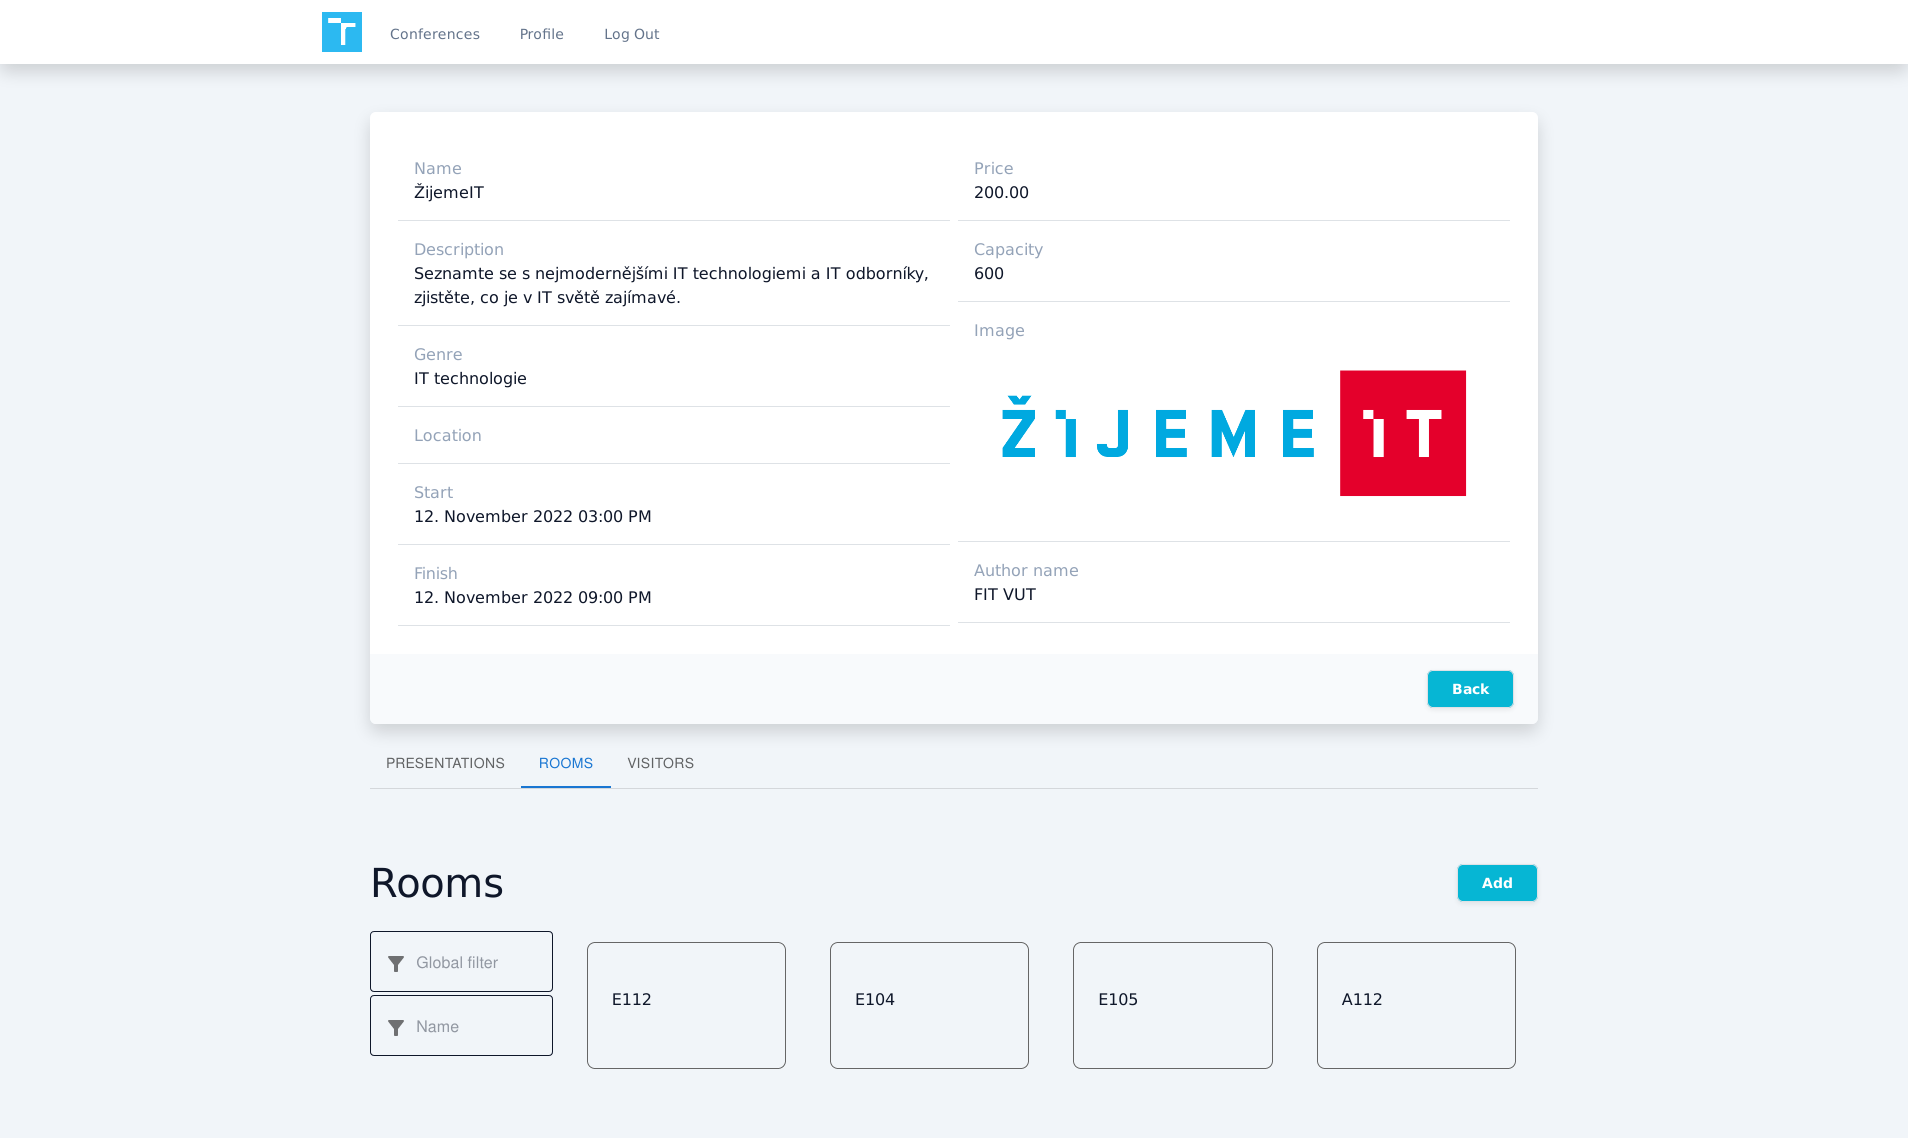 Conferences Profile Log Out
Name
ŽijemeIT
Description
Seznamte se s nejmodernějšími IT technologiemi a IT odborníky,
zjistěte, co je v IT světě zajímavé.
Genre
IT technologie
Location
Start
12. November 2022 03:00 PM
Finish
12. November 2022 09:00 PM
Price
200.00
Capacity
600
Image
ŽiJEME iT
Author name
FIT VUT
Back
PRESENTATIONS ROOMS VISITORS
Rooms
Add
Global filter
Name
E112
E104
E105
A112